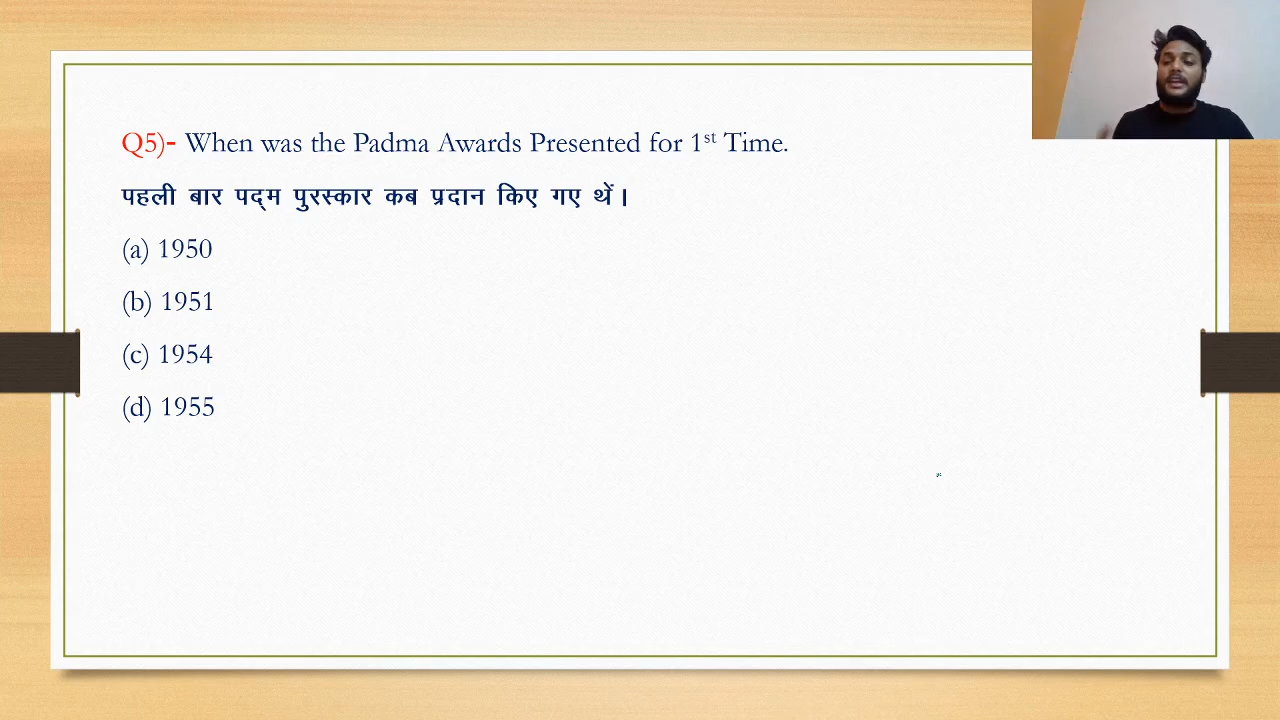 Q5)- When was the Padma Awards Presented for 1st Time.
पहली बार पद्म पुरस्कार कब प्रदान किए गए थें।
(a) 1950
(b) 1951
(c) 1954
(d) 1955